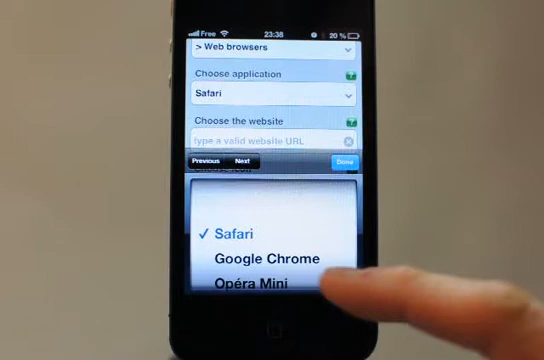 Free 23:38 20 %
> Web browsers
Choose application
Safari
Choose the website
type a valid website URL
Previous Next Done
✓ Safari
Google Chrome
Opéra Mini